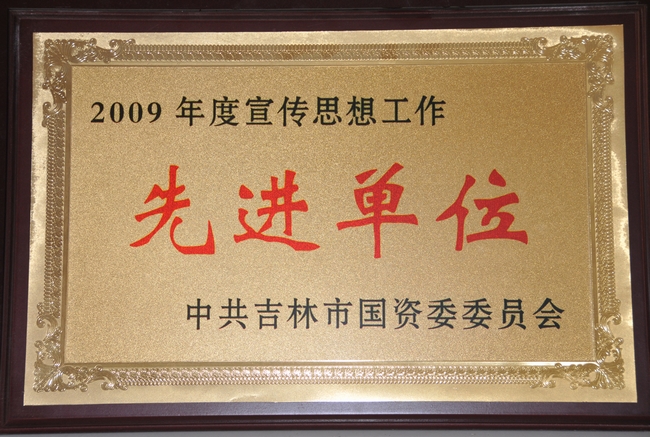 2009 年度宣传思想工作
先进单位
中共吉林市国资委委员会